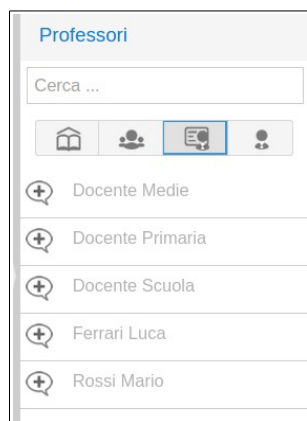 Professori
Cerca ...
Docente Medie
Docente Primaria
Docente Scuola
Ferrari Luca
Rossi Mario